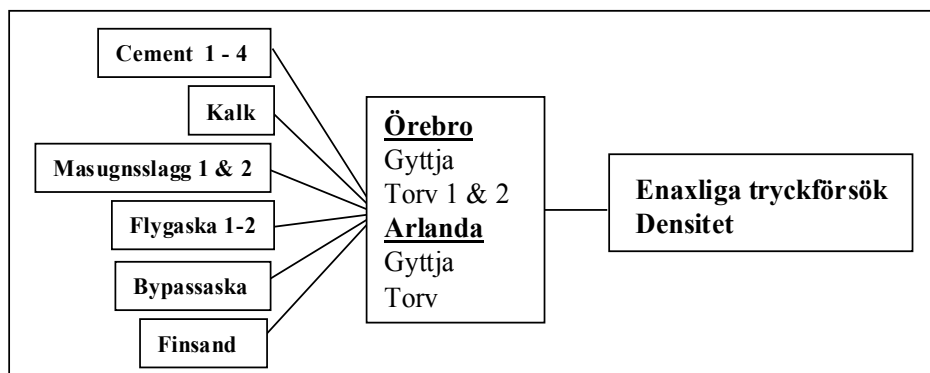 Cement 1 - 4
Kalk
Masugnsslagg 1 & 2
Flygaska 1-2
Bypassaska
Finsand
Örebro
Gyttja
Torv 1 & 2
Arlanda
Gyttja
Torv
Enaxliga tryckförsök
Densitet